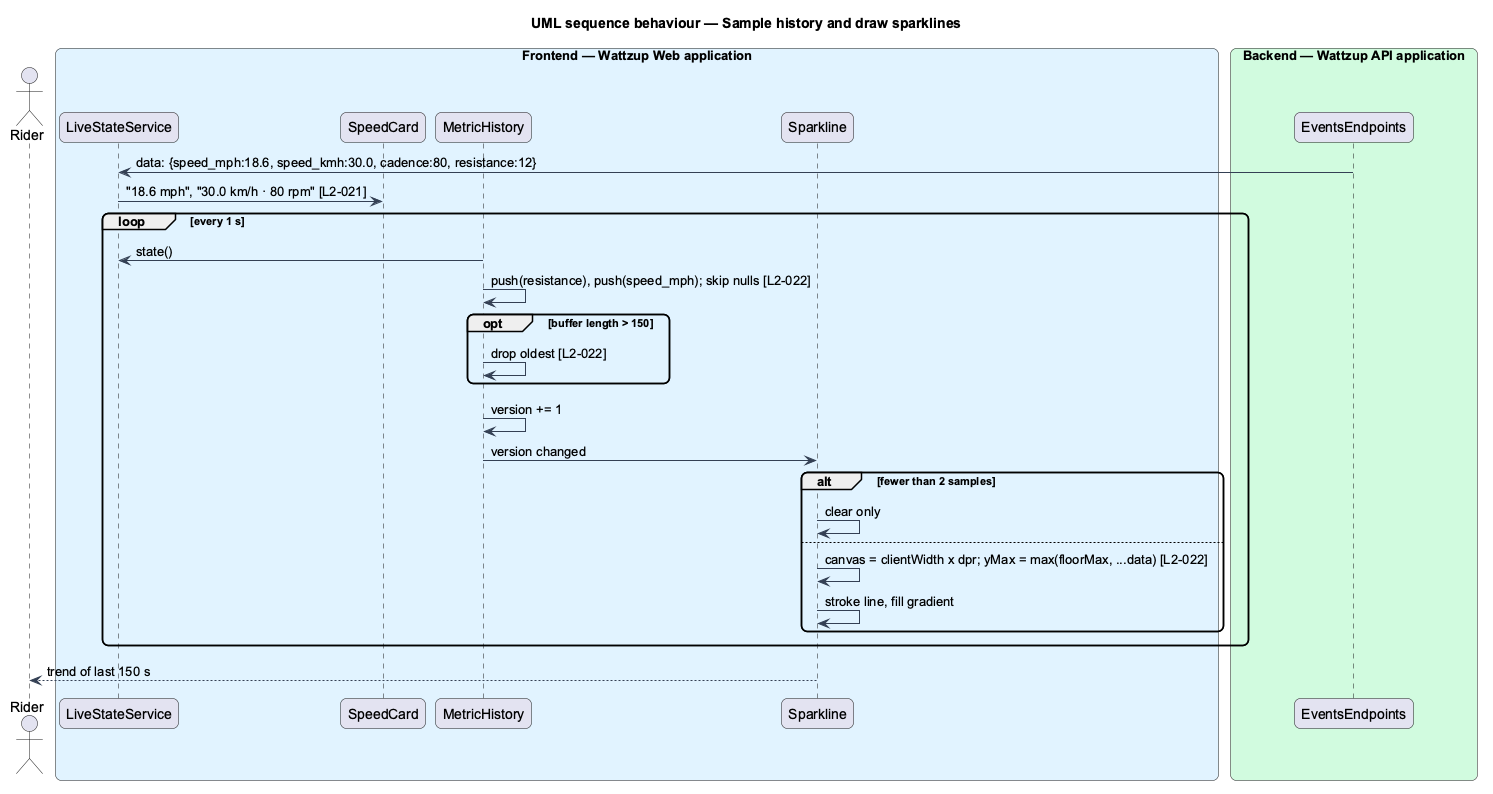 UML sequence behaviour — Sample history and draw sparklines
Frontend — Wattzup Web application
Backend — Wattzup API application
Rider
LiveStateService
SpeedCard
MetricHistory
Sparkline
EventsEndpoints
data: {speed_mph:18.6, speed_kmh:30.0, cadence:80, resistance:12}
"18.6 mph", "30.0 km/h · 80 rpm" [L2-021]
loop [every 1 s]
state()
push(resistance), push(speed_mph); skip nulls [L2-022]
opt [buffer length > 150]
drop oldest [L2-022]
version += 1
version changed
alt [fewer than 2 samples]
clear only
canvas = clientWidth x dpr; yMax = max(floorMax, ...data) [L2-022]
stroke line, fill gradient
trend of last 150 s
Rider
LiveStateService
SpeedCard
MetricHistory
Sparkline
EventsEndpoints